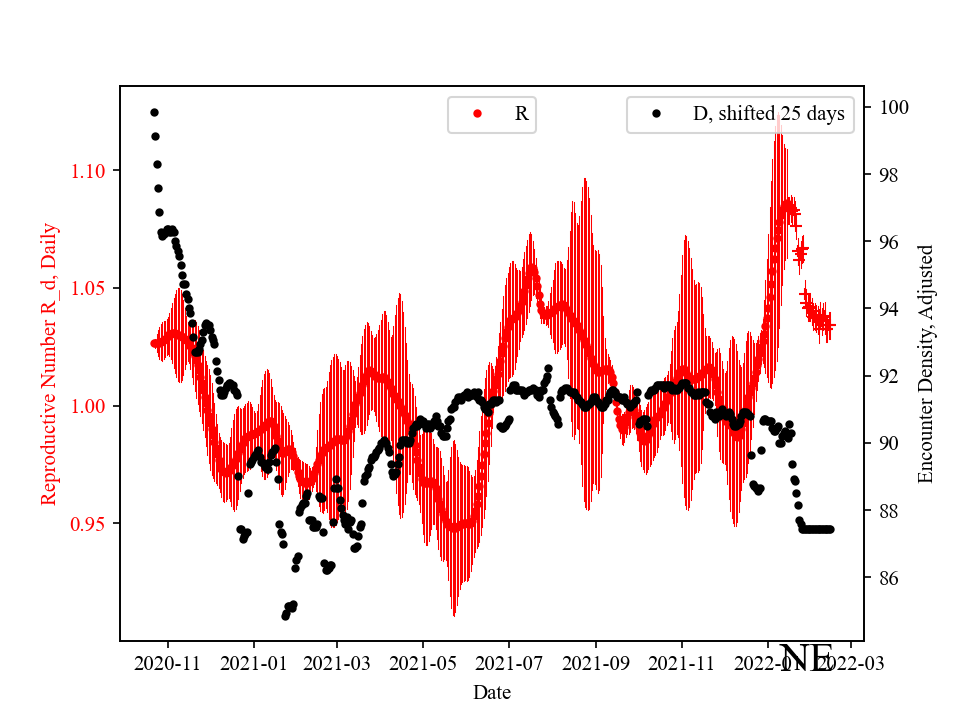 R
D, shifted 25 days
1.10
1.05
1.00
0.95
Reproductive Number R_d, Daily
100
98
96
94
92
90
88
86
Encounter Density, Adjusted
2020-11 2021-01 2021-03 2021-05 2021-07 2021-09 2021-11 2022-01 2022-03
NE
Date